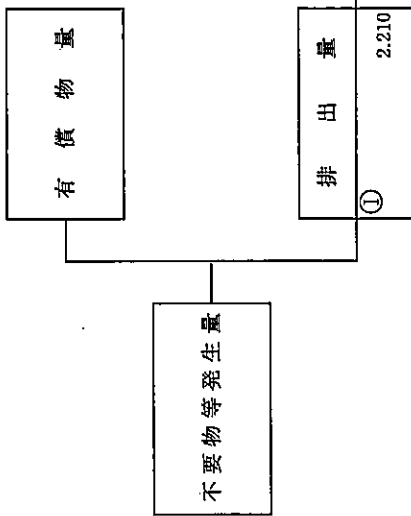 有償物量
不要物等発生量
排出量
①
2.210